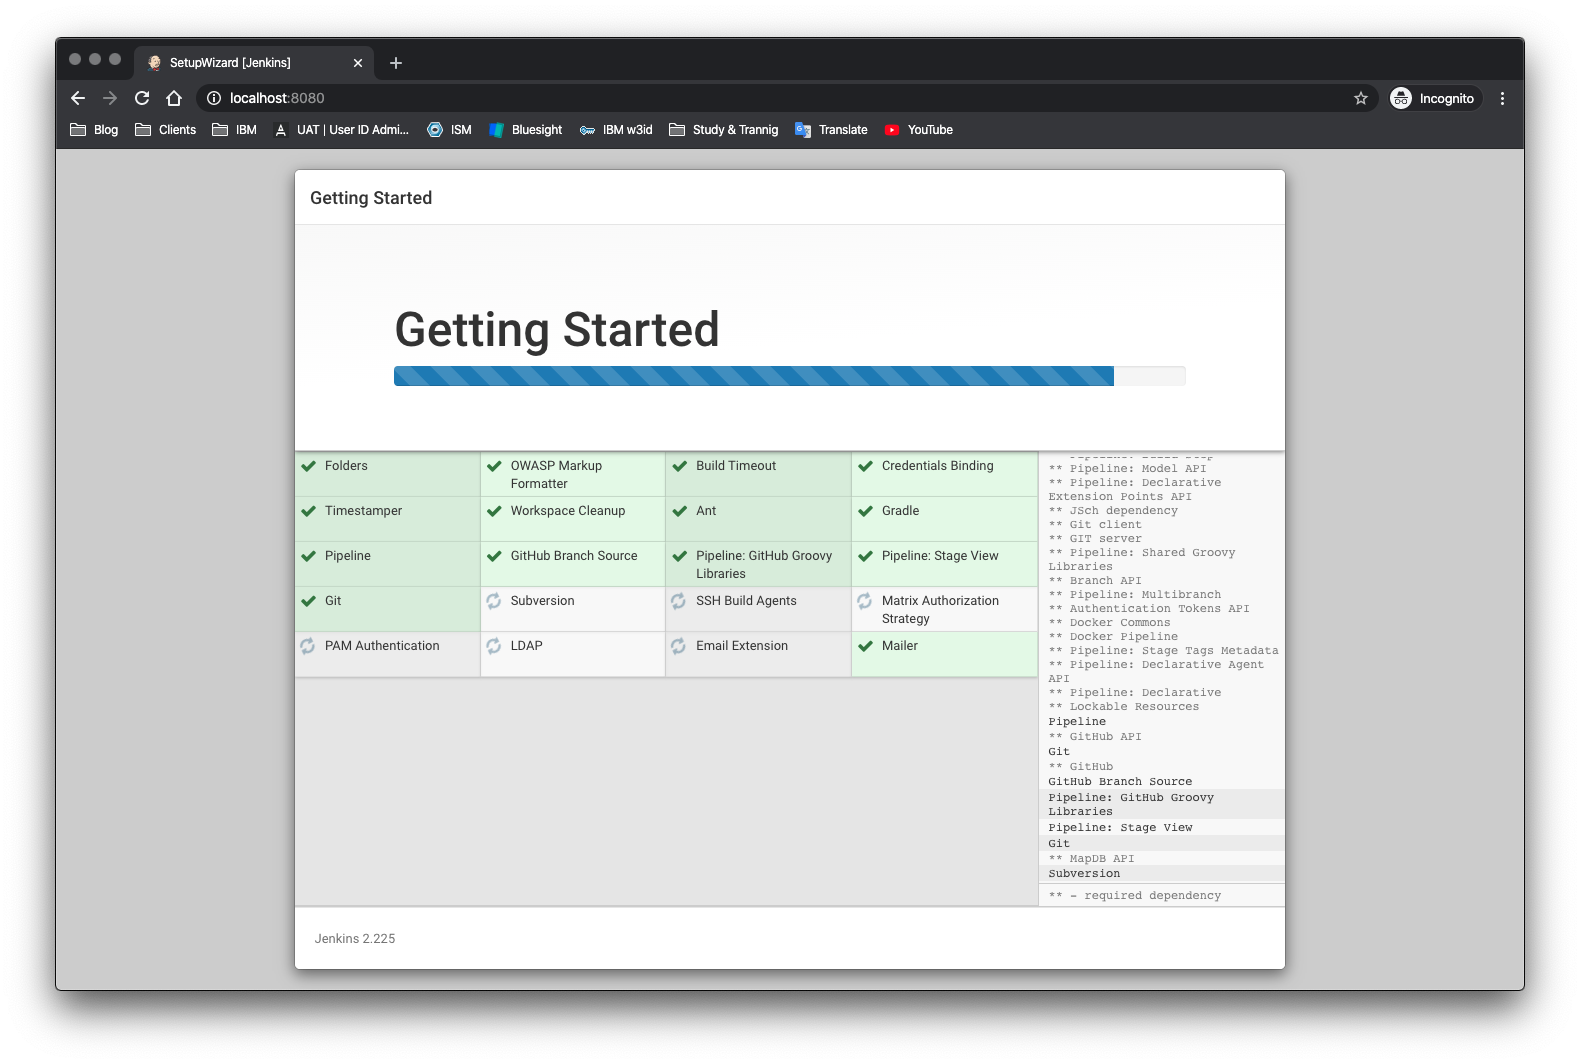 SetupWizard [Jenkins]
localhost:8080
Incognito
Blog
Clients
IBM
UAT | User ID Admi...
ISM
Bluesight
IBM w3id
Study & Trannig
Translate
YouTube
Getting Started
Getting Started
Folders
OWASP Markup
Formatter
Build Timeout
Credentials Binding
Timestamper
Workspace Cleanup
Ant
Gradle
Pipeline
GitHub Branch Source
Pipeline: GitHub Groovy
Libraries
Pipeline: Stage View
Git
Subversion
SSH Build Agents
Matrix Authorization
Strategy
PAM Authentication
LDAP
Email Extension
Mailer
** Pipeline: Model API
** Pipeline: Declarative
Extension Points API
** JSch dependency
** Git client
** GIT server
** Pipeline: Shared Groovy
Libraries
** Branch API
** Pipeline: Multibranch
** Authentication Tokens API
** Docker Commons
** Docker Pipeline
** Pipeline: Stage Tags Metadata
** Pipeline: Declarative Agent
API
** Pipeline: Declarative
** Lockable Resources
Pipeline
** GitHub API
Git
** GitHub
GitHub Branch Source
Pipeline: GitHub Groovy
Libraries
Pipeline: Stage View
Git
** MapDB API
Subversion
** - required dependency
Jenkins 2.225